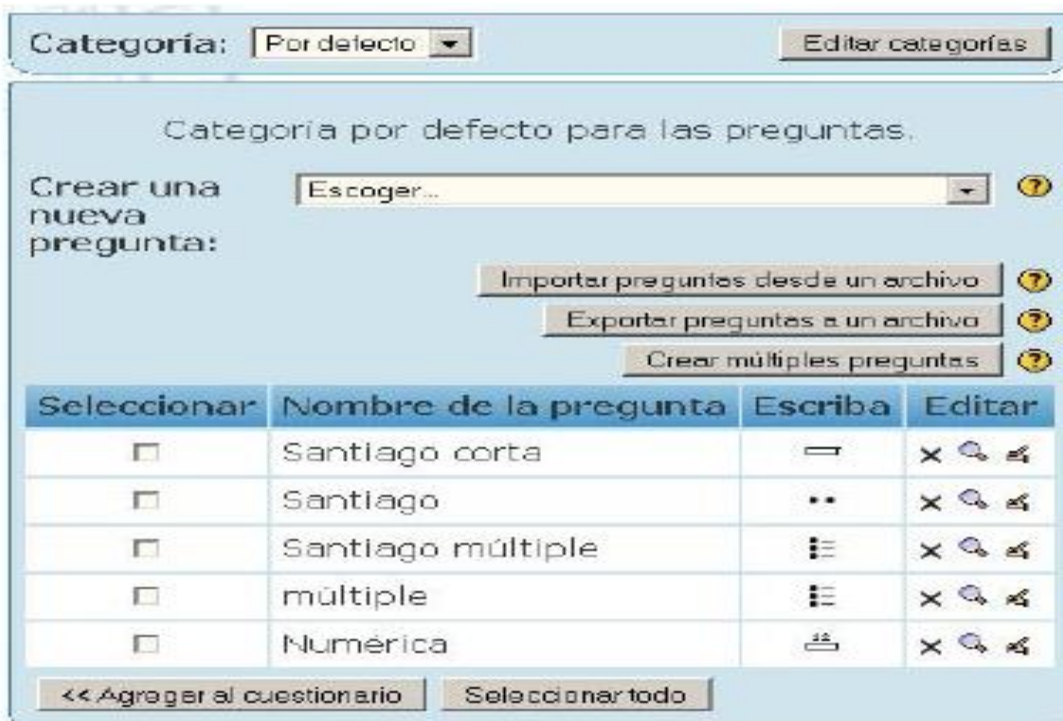 Categoría: Por defecto Editar categorías
Categoría por defecto para las preguntas.
Crear una nueva pregunta: Escoger...
Importar preguntas desde un archivo
Exportar preguntas a un archivo
Crear múltiples preguntas
Seleccionar Nombre de la pregunta Escriba Editar
Santiago corta
Santiago
Santiago múltiple
múltiple
Numérica
<< Agregar al cuestionario Seleccionar todo